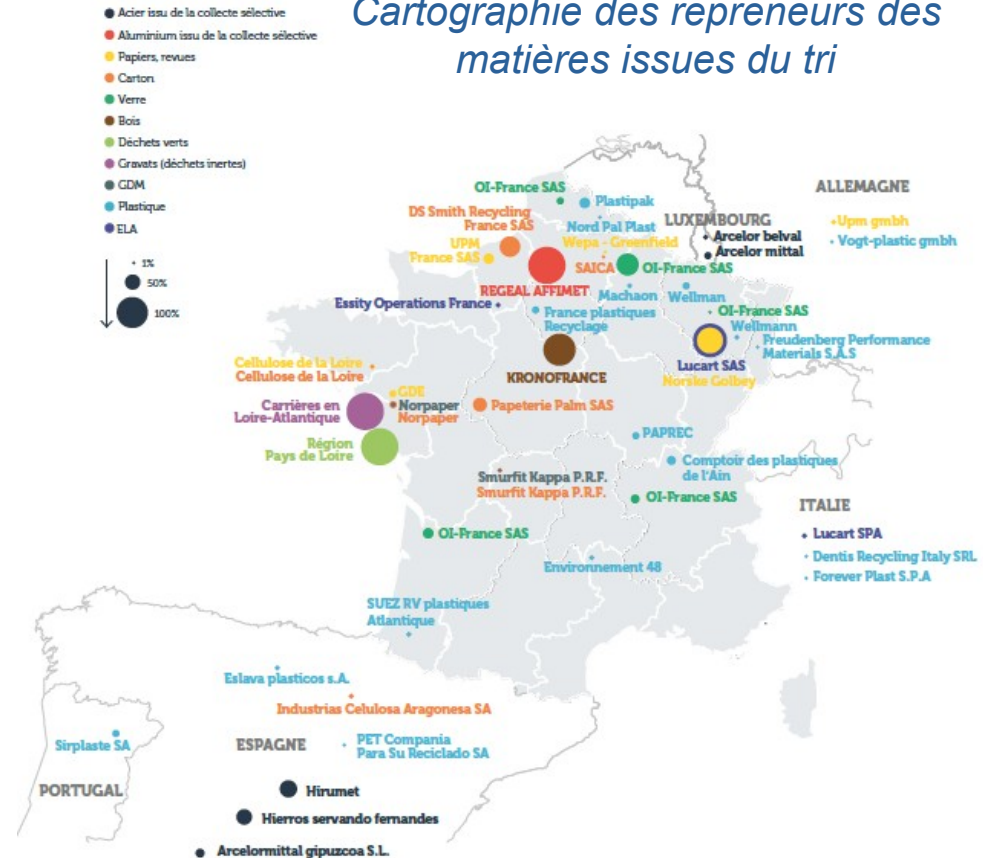 Cartographie des repreneurs des
matières issues du tri
Acier issu de la collecte sélective
Aluminium issu de la collecte sélective
Papiers, revues
Carton
Verre
Bois
Déchets verts
Gravats (déchets inertes)
GDM
Plastique
ELA
1%
50%
100%
OI-France SAS
Plastipak
DS Smith Recycling
France SAS
Nord Pal Plast
LUXEMBOURG
Arcelor belval
Arcelor mittal
UPM
France SAS
Wepa - Greenfield
SAICA
OI-France SAS
REGEAL AFFIMET
Machaon
Wellman
Essity Operations France
France plastiques
Recyclage
OI-France SAS
Wellmann
Freudenberg Performance
Materials S.A.S
Lucart SAS
Norske Golbey
KRONOFRANCE
Cellulose de la Loire
Cellulose de la Loire
GDE
Norpaper
Norpaper
Papeterie Palm SAS
Carrières en
Loire-Atlantique
Région
Pays de Loire
PAPREC
Comptoir des plastiques
de l'Ain
Smurfit Kappa P.R.F.
Smurfit Kappa P.R.F.
OI-France SAS
OI-France SAS
Environnement 48
SUEZ RV plastiques
Atlantique
ALLEMAGNE
Upm gmbh
Vogt-plastic gmbh
ITALIE
Lucart SPA
Dentis Recycling Italy SRL
Forever Plast S.P.A
Eslava plasticos s.A.
Industrias Celulosa Aragonesa SA
Sirplaste SA
ESPAGNE
PET Compania
Para Su Reciclado SA
PORTUGAL
Hirumet
Hierros servando fernandes
Arcelormittal gipuzcoa S.L.